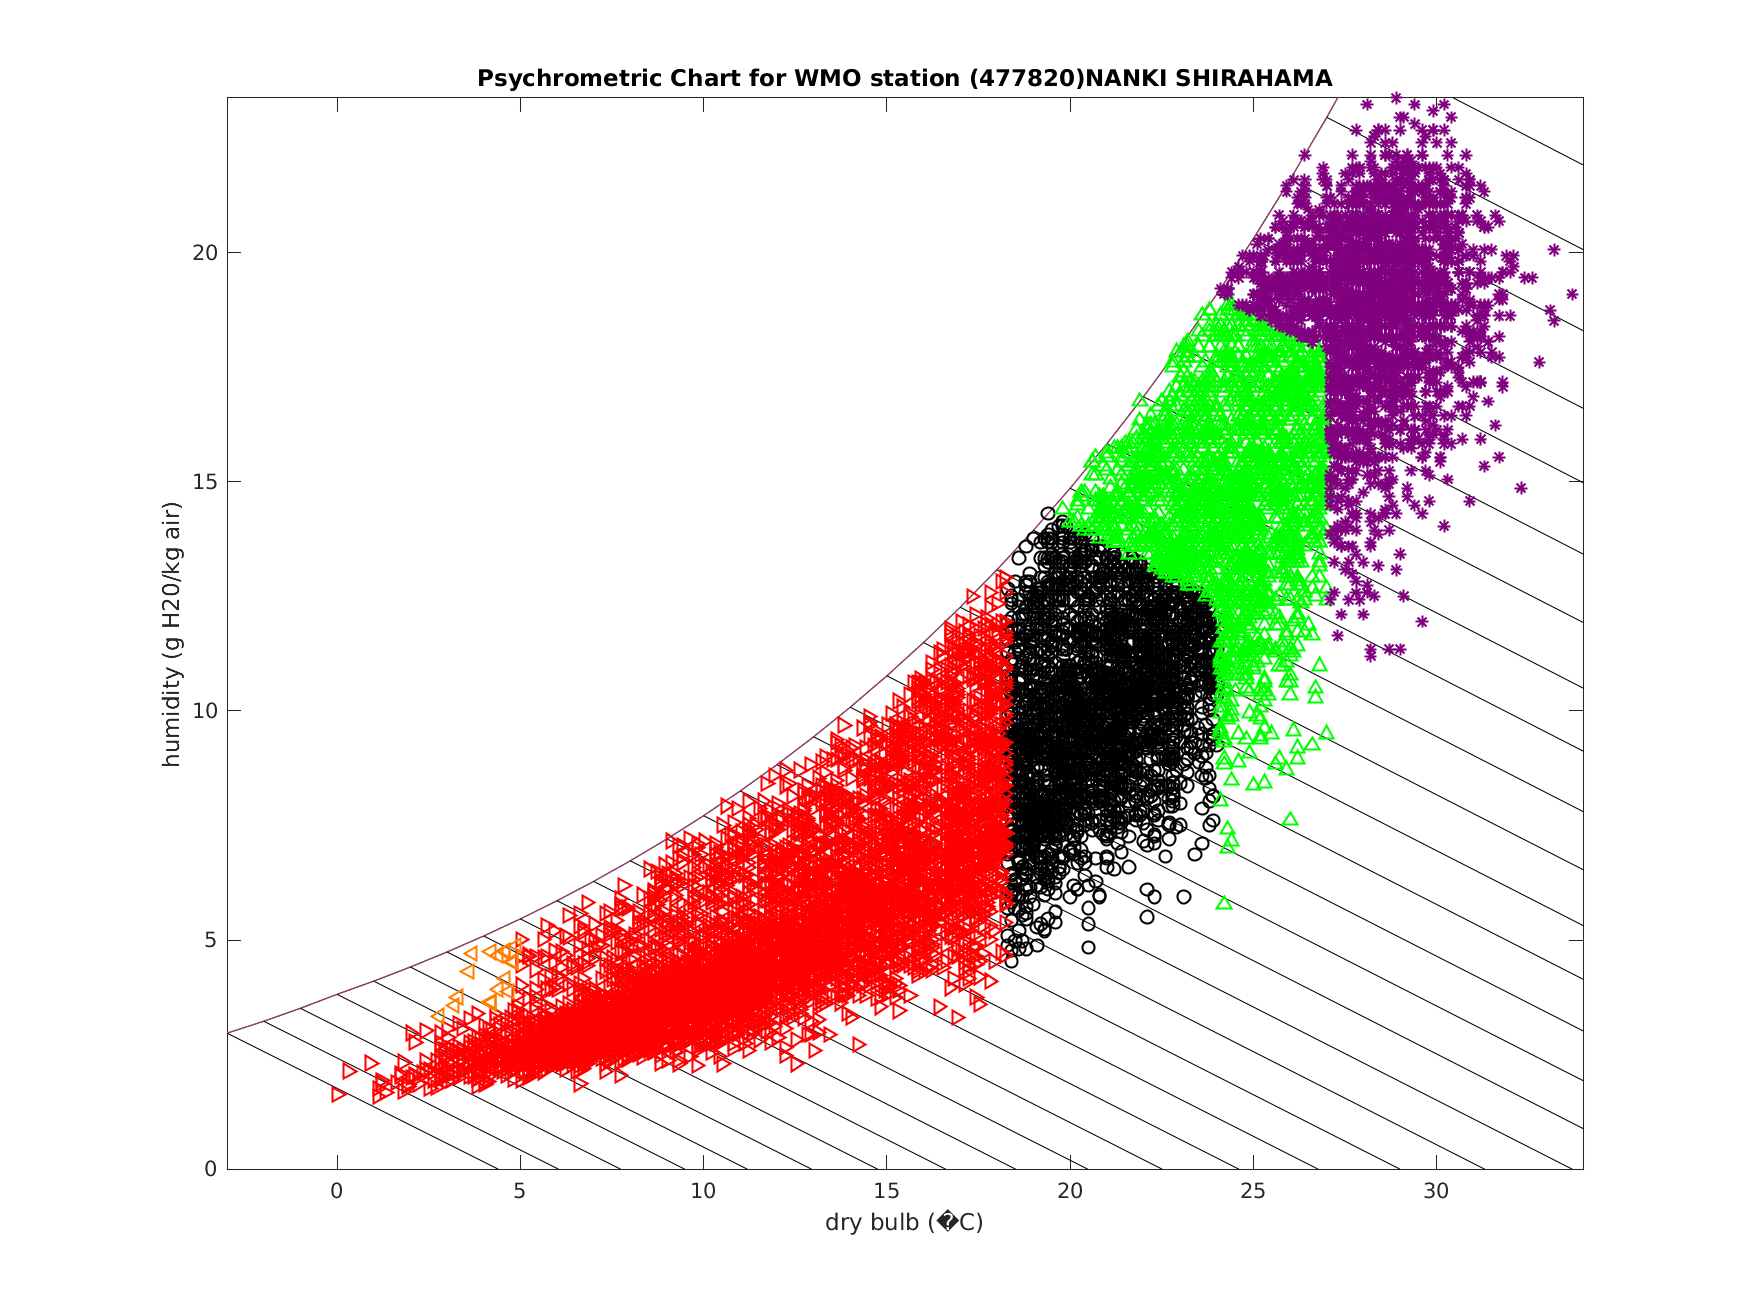 Psychrometric Chart for WMO station (477820)NANKI SHIRAHAMA
humidity (g H20/kg air)
20
15
10
5
0
0 5 10 15 20 25 30
dry bulb (�C)